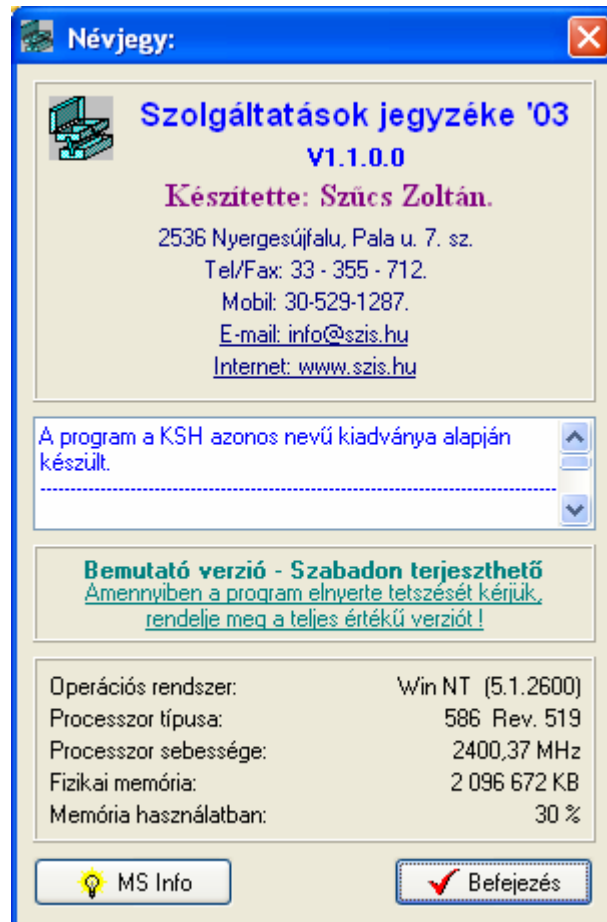 Névjegy:
Szolgáltatások jegyzéke '03
V1.1.0.0
Készítette: Szűcs Zoltán.
2536 Nyergesújfalu, Pala u. 7. sz.
Tel/Fax: 33 - 355 - 712.
Mobil: 30-529-1287.
E-mail: info@szis.hu
Internet: www.szis.hu
A program a KSH azonos nevű kiadványa alapján
készült.
--------------------------------------------------------------------------------
Bemutató verzió - Szabadon terjeszthető
Amennyiben a program elnyerte tetszését kérjük,
rendelje meg a teljes értékű verziót !
Operációs rendszer: Win NT (5.1.2600)
Processzor típusa: 586 Rev. 519
Processzor sebessége: 2400,37 MHz
Fizikai memória: 2 096 672 KB
Memória használatban: 30 %
MS Info Befejezés